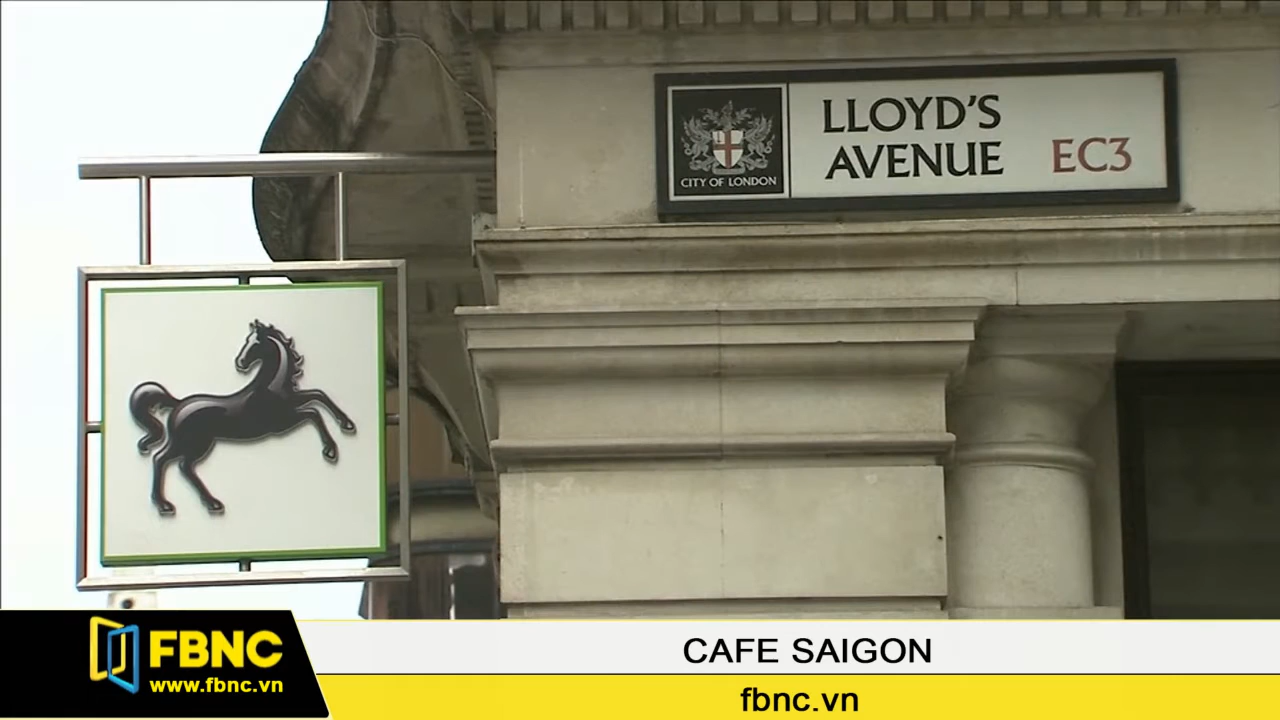 LLOYD'S
AVENUE
EC3
CITY OF LONDON
FBNC
www.fbnc.vn
CAFE SAIGON
fbnc.vn